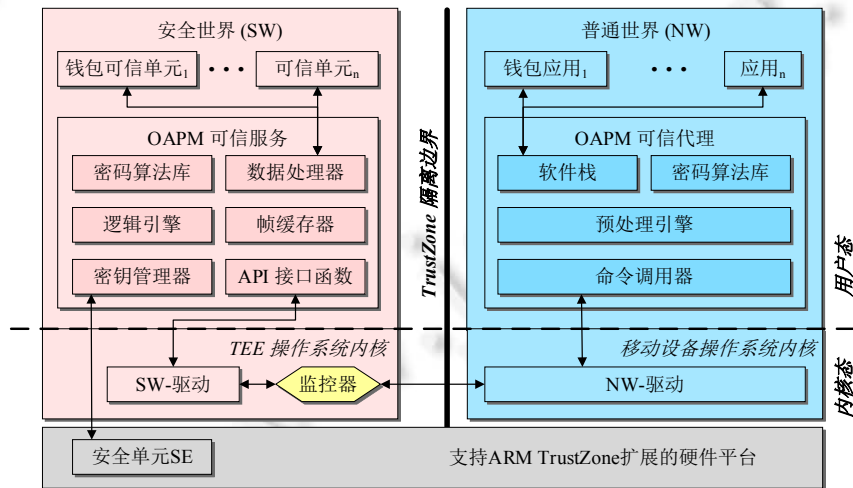 安全世界 (SW)
普通世界 (NW)
钱包可信单元1 ••• 可信单元n
钱包应用1 ••• 应用n
OAPM 可信服务
密码算法库 数据处理器
逻辑引擎 帧缓存器
密钥管理器 API 接口函数
TrustZone 隔离边界
OAPM 可信代理
软件栈 密码算法库
预处理引擎
命令调用器
用户态
TEE 操作系统内核
移动设备操作系统内核
SW-驱动 监控器 NW-驱动
内核态
安全单元SE
支持ARM TrustZone扩展的硬件平台